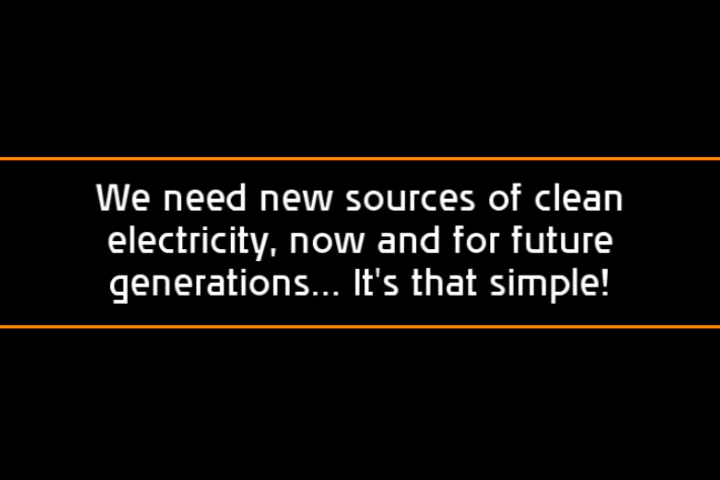 We need new sources of clean
electricity, now and for future
generations... It's that simple!